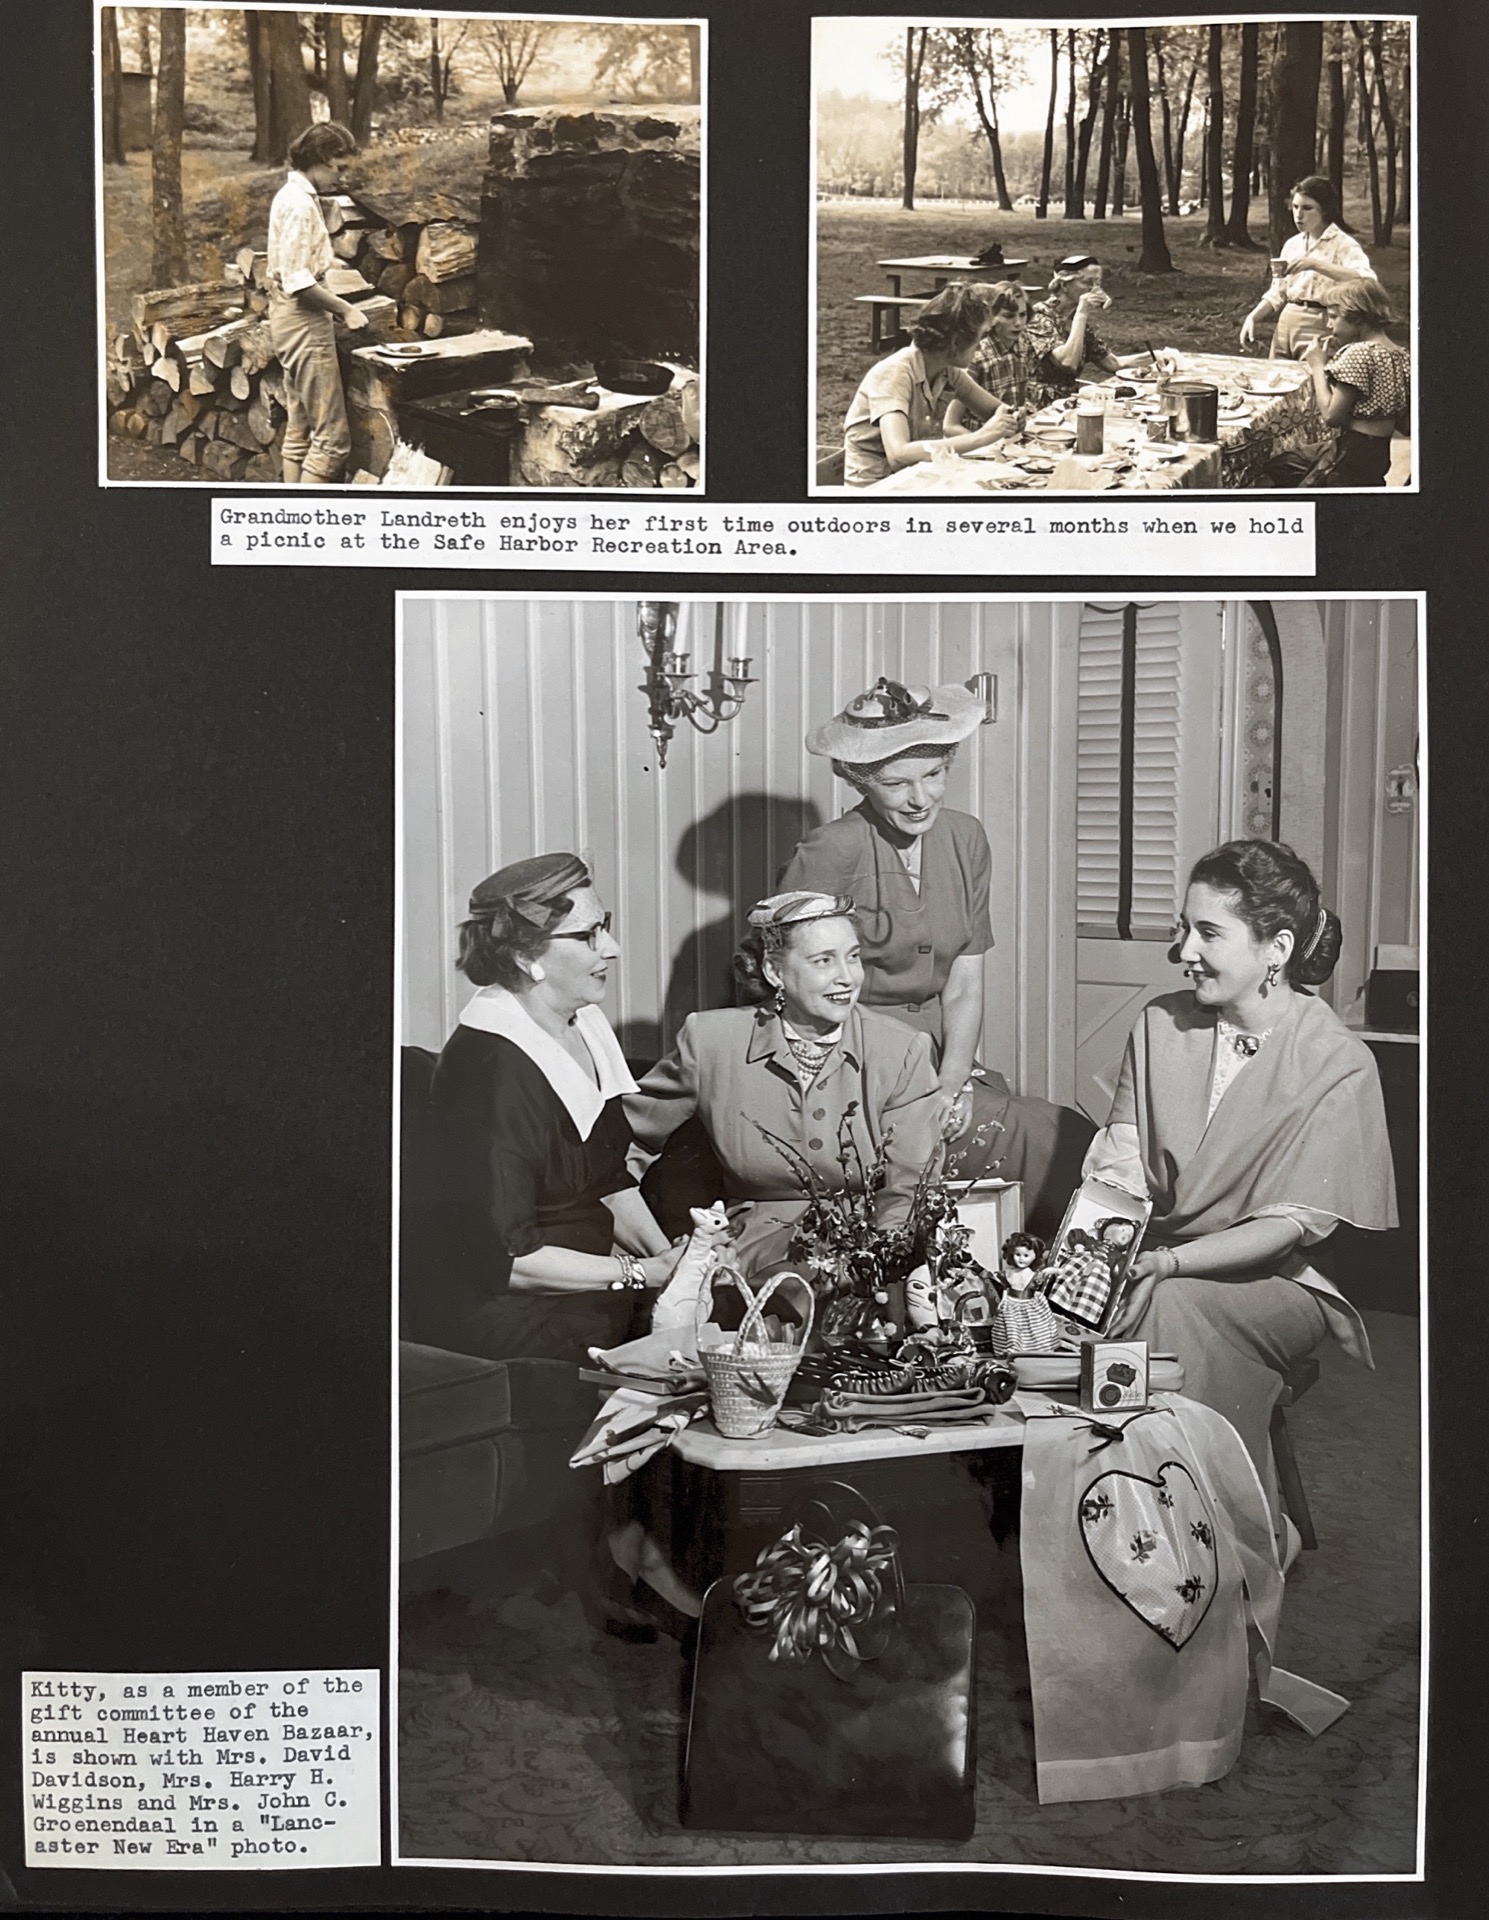 Grandmother Landreth enjoys her first time outdoors in several months when we hold
a picnic at the Safe Harbor Recreation Area.
Kitty, as a member of the
gift committee of the
annual Heart Haven Bazaar,
is shown with Mrs. David
Davidson, Mrs. Harry H.
Wiggins and Mrs. John C.
Groenendaal in a "Lanc-
aster New Era" photo.